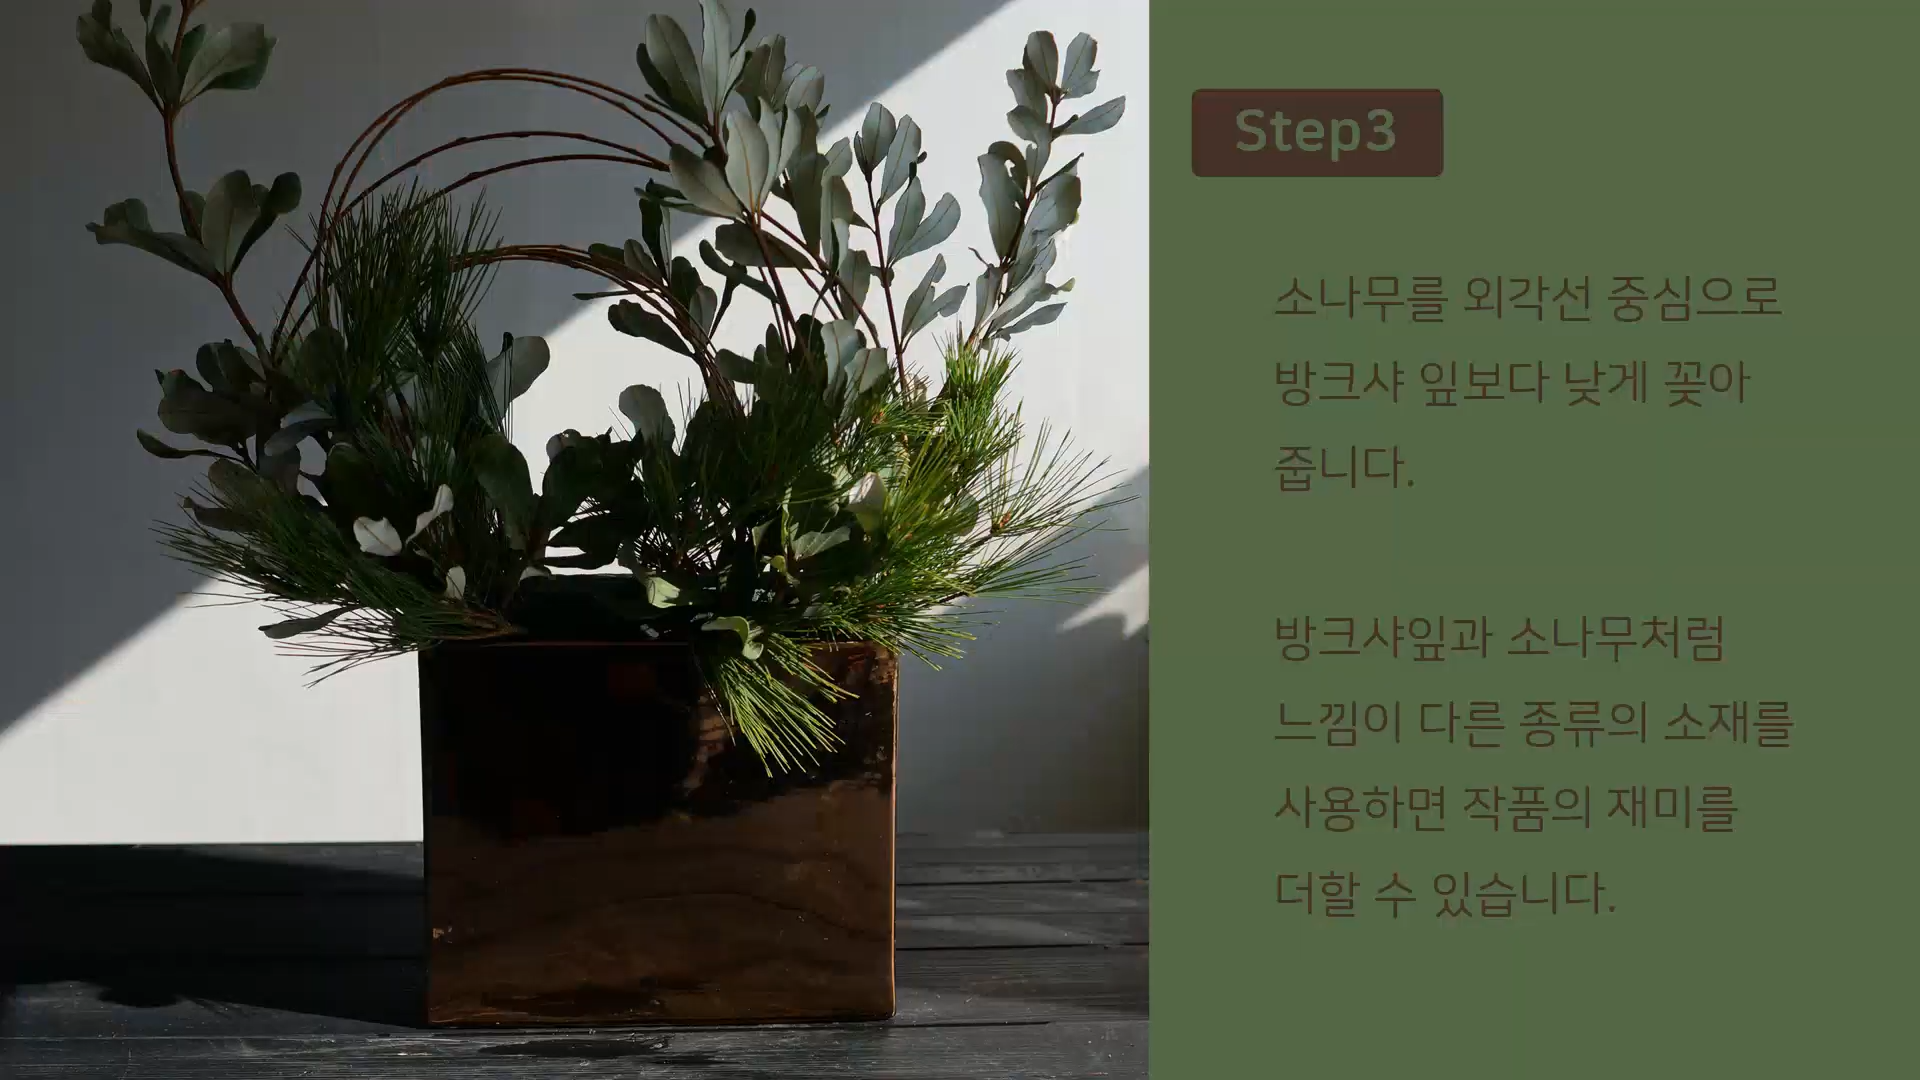 Step3
소나무를 외각선 중심으로
방크샤 잎보다 낮게 꽂아
줍니다.
방크샤잎과 소나무처럼
느낌이 다른 종류의 소재를
사용하면 작품의 재미를
더할 수 있습니다.